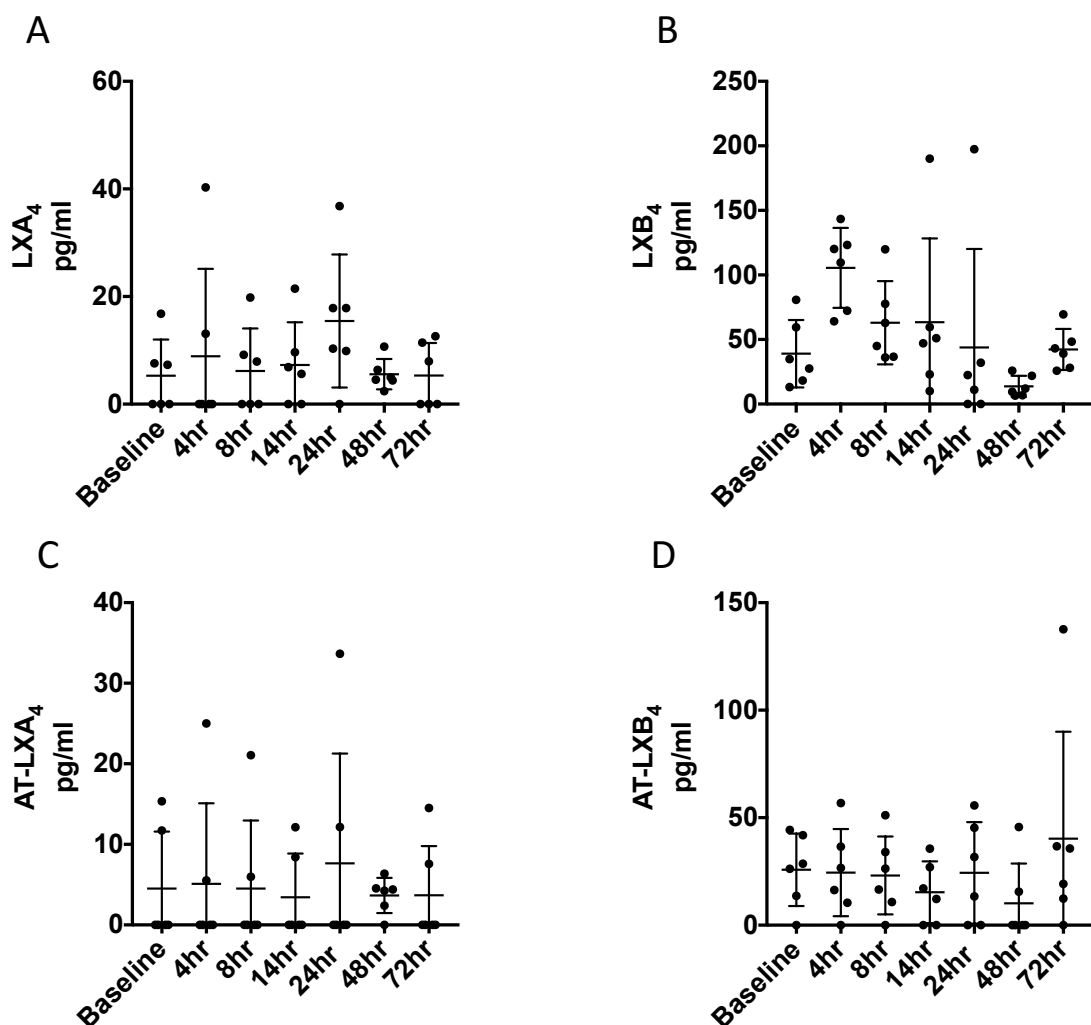 A
LXA₄
pg/ml
60
40
20
0
Baseline
4hr
8hr
14hr
24hr
48hr
72hr
B
LXB₄
pg/ml
250
200
150
100
50
0
Baseline
4hr
8hr
14hr
24hr
48hr
72hr
C
AT-LXA₄
pg/ml
40
30
20
10
0
Baseline
4hr
8hr
14hr
24hr
48hr
72hr
D
AT-LXB₄
pg/ml
150
100
50
0
Baseline
4hr
8hr
14hr
24hr
48hr
72hr